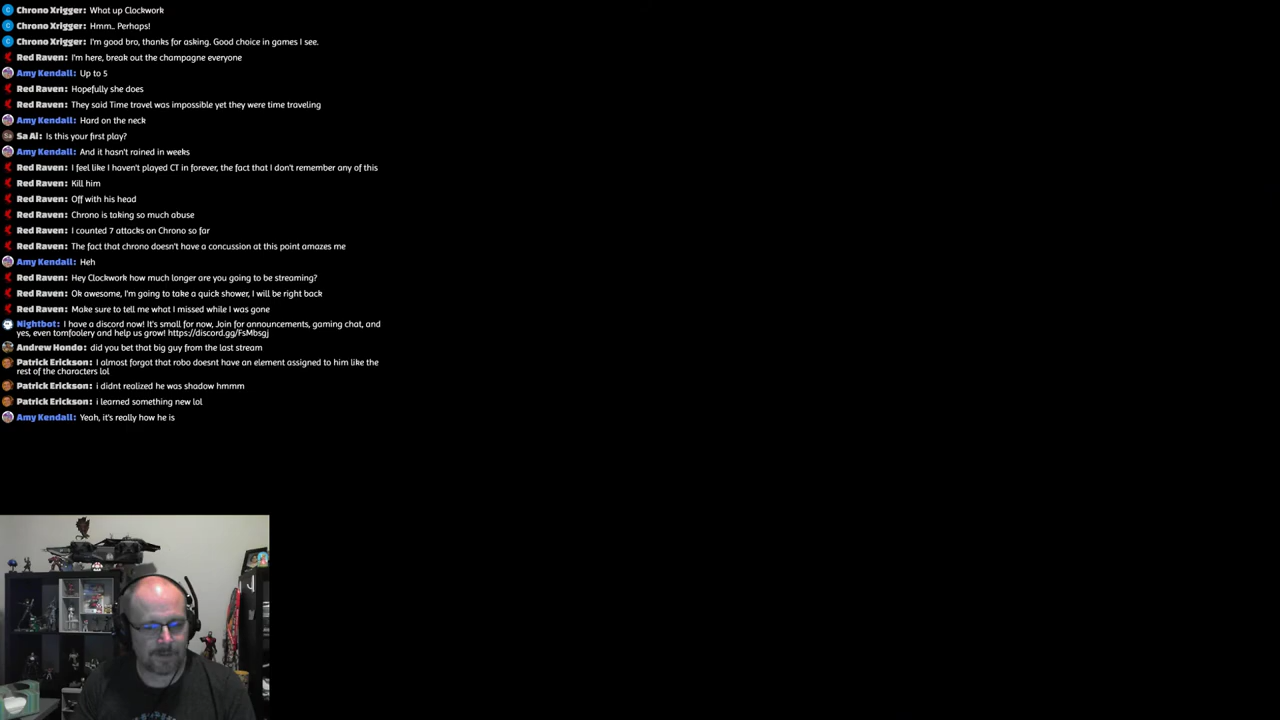 Chrono Xrigger: What up Clockwork
Chrono Xrigger: Hmm.. Perhaps!
Chrono Xrigger: I'm good bro, thanks for asking. Good choice in games I see.
Red Raven: I'm here, break out the champagne everyone
Amy Kendall: Up to 5
Red Raven: Hopefully she does
Red Raven: They said Time travel was impossible yet they were time traveling
Amy Kendall: Hard on the neck
Sa Al: Is this your first play?
Amy Kendall: And it hasn't rained in weeks
Red Raven: I feel like I haven't played CT in forever, the fact that I don't remember any of this
Red Raven: Kill him
Red Raven: Off with his head
Red Raven: Chrono is taking so much abuse
Red Raven: I counted 7 attacks on Chrono so far
Red Raven: The fact that chrono doesn't have a concussion at this point amazes me
Amy Kendall: Heh
Red Raven: Hey Clockwork how much longer are you going to be streaming?
Red Raven: Ok awesome, I'm going to take a quick shower, I will be right back
Red Raven: Make sure to tell me what I missed while I was gone
Nightbot: I have a discord now! It's small for now, Join for announcements, gaming chat, and
yes, even tomfoolery and help us grow! https://discord.gg/FsMbsgj
Andrew Hondo: did you bet that big guy from the last stream
Patrick Erickson: I almost forgot that robo doesnt have an element assigned to him like the
rest of the characters lol
Patrick Erickson: i didnt realized he was shadow hmmm
Patrick Erickson: i learned something new lol
Amy Kendall: Yeah, it's really how he is